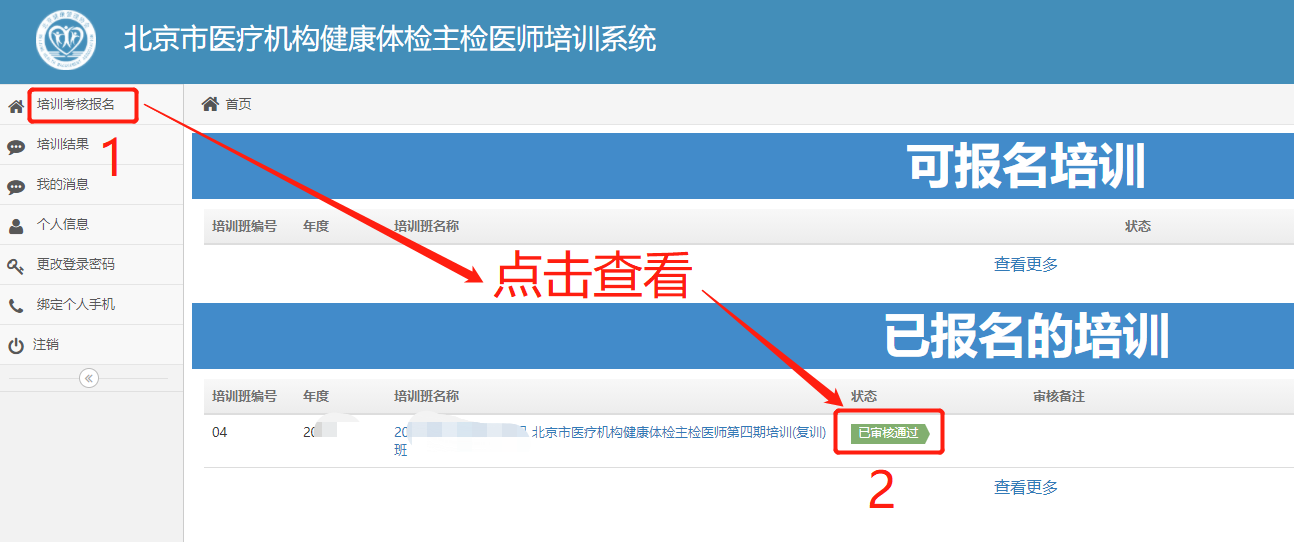 北京市医疗机构健康体检主检医师培训系统
培训考核报名
首页
1
培训结果
我的消息
个人信息
更改登录密码
绑定个人手机
注销
可报名培训
培训班编号 年度 培训班名称 状态
查看更多
点击查看
已报名的培训
培训班编号 年度 培训班名称 状态 审核备注
04 20 20 北京市医疗机构健康体检主检医师第四期培训(复训) 已审核通过
班
2
查看更多